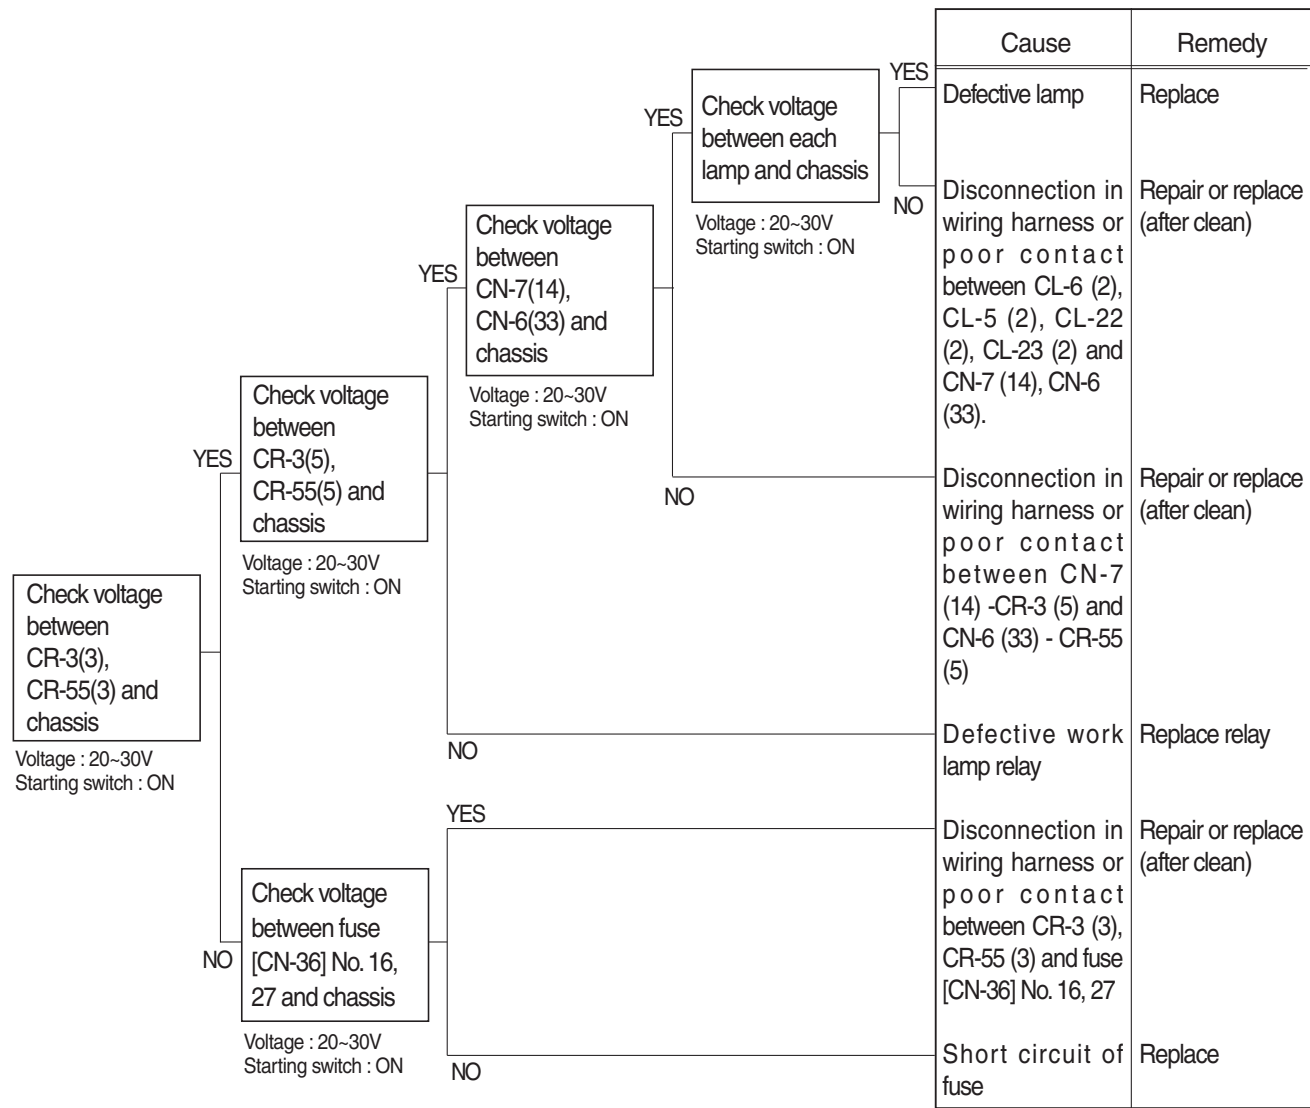 Cause
Remedy
YES
Defective lamp
Replace
YES
Check voltage
between each
lamp and chassis
NO
Voltage : 20~30V
Starting switch : ON
Disconnection in
wiring harness or
poor contact
between CL-6 (2),
CL-5 (2), CL-22
(2), CL-23 (2) and
CN-7 (14), CN-6
(33).
Repair or replace
(after clean)
YES
Check voltage
between
CN-7(14),
CN-6(33) and
chassis
Voltage : 20~30V
Starting switch : ON
NO
Disconnection in
wiring harness or
poor contact
between CN-7
(14) -CR-3 (5) and
CN-6 (33) - CR-55
(5)
Repair or replace
(after clean)
YES
Check voltage
between
CR-3(5),
CR-55(5) and
chassis
Voltage : 20~30V
Starting switch : ON
NO
Defective work
lamp relay
Replace relay
Check voltage
between
CR-3(3),
CR-55(3) and
chassis
Voltage : 20~30V
Starting switch : ON
YES
Disconnection in
wiring harness or
poor contact
between CR-3 (3),
CR-55 (3) and fuse
[CN-36] No. 16, 27
Repair or replace
(after clean)
NO
Check voltage
between fuse
[CN-36] No. 16,
27 and chassis
Voltage : 20~30V
Starting switch : ON
NO
Short circuit of
fuse
Replace